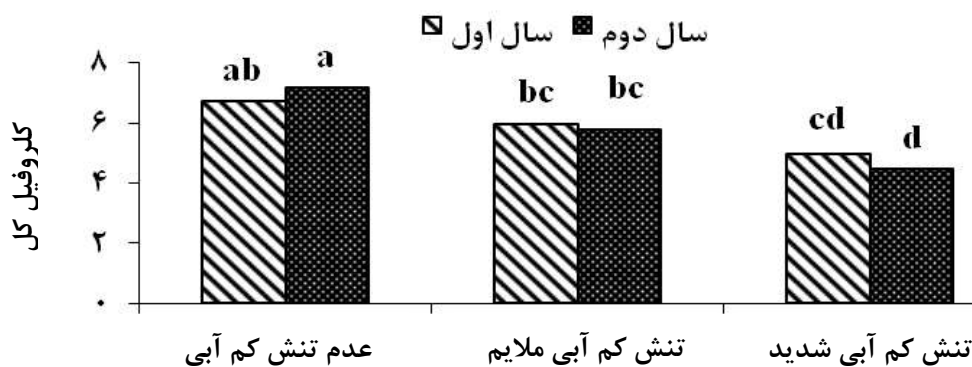 سال اول سال دوم
۸
۶
۴
۲
۰
کلروفیل کل
ab a
bc bc
cd d
عدم تنش کم آبی
تنش کم آبی ملایم
تنش کم آبی شدید